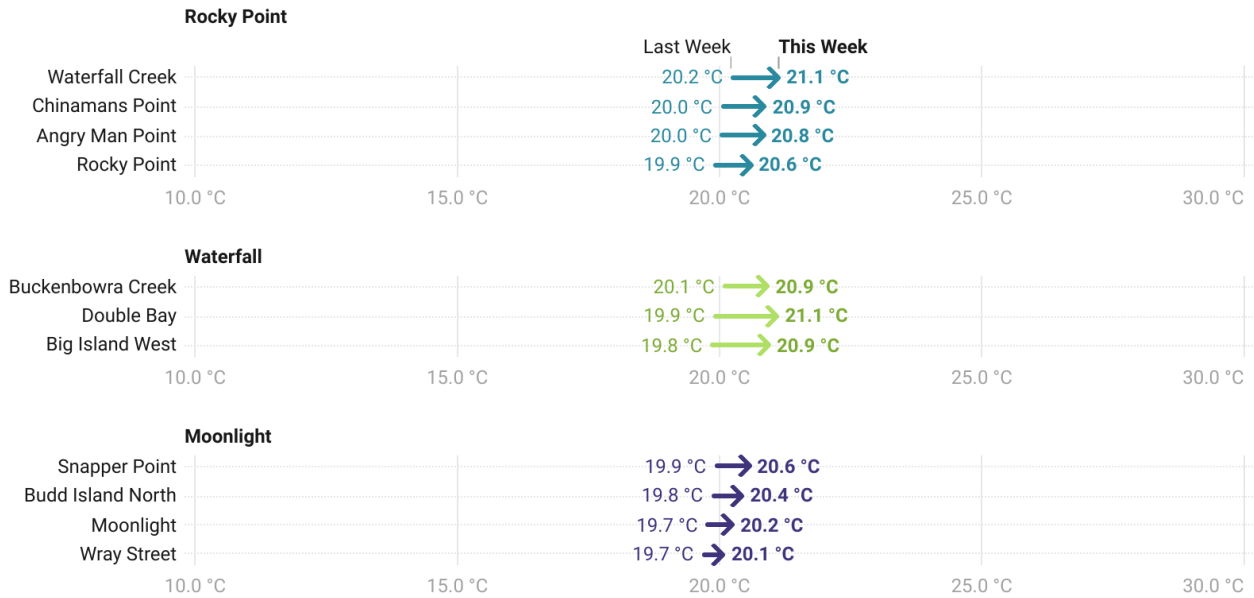 Rocky Point
Last Week This Week
Waterfall Creek 20.2 °C 21.1 °C
Chinamans Point 20.0 °C 20.9 °C
Angry Man Point 20.0 °C 20.8 °C
Rocky Point 19.9 °C 20.6 °C
10.0 °C 15.0 °C 20.0 °C 25.0 °C 30.0 °C
Waterfall
Buckenbowra Creek 20.1 °C 20.9 °C
Double Bay 19.9 °C 21.1 °C
Big Island West 19.8 °C 20.9 °C
10.0 °C 15.0 °C 20.0 °C 25.0 °C 30.0 °C
Moonlight
Snapper Point 19.9 °C 20.6 °C
Budd Island North 19.8 °C 20.4 °C
Moonlight 19.7 °C 20.2 °C
Wray Street 19.7 °C 20.1 °C
10.0 °C 15.0 °C 20.0 °C 25.0 °C 30.0 °C